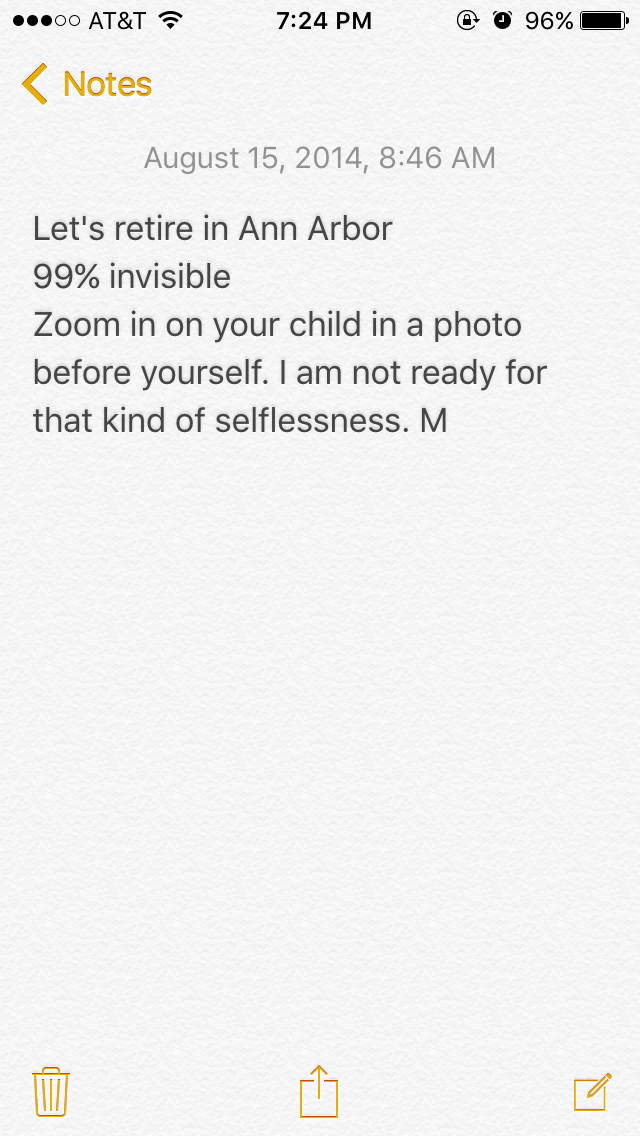 AT&T 7:24 PM 96%
Notes
August 15, 2014, 8:46 AM
Let's retire in Ann Arbor
99% invisible
Zoom in on your child in a photo
before yourself. I am not ready for
that kind of selflessness. M